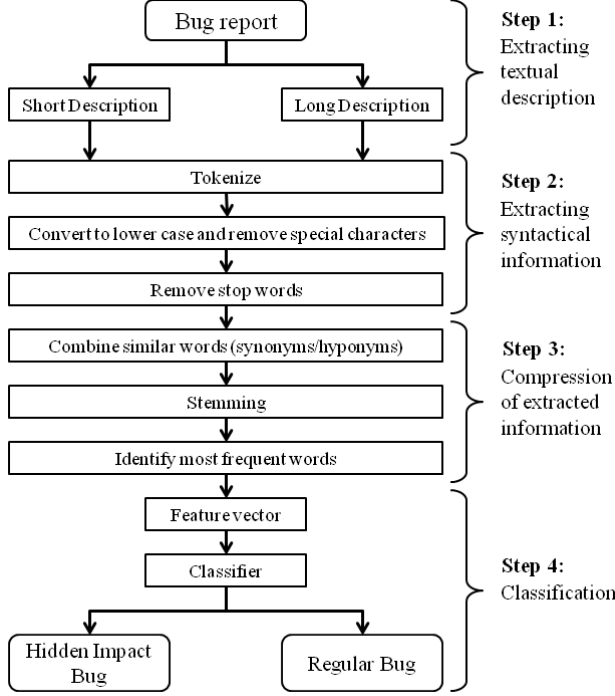 Bug report
Step 1:
Extracting
textual
description
Short Description
Long Description
Tokenize
Convert to lower case and remove special characters
Remove stop words
Step 2:
Extracting
syntactical
information
Combine similar words (synonyms/hyponyms)
Stemming
Identify most frequent words
Step 3:
Compression
of extracted
information
Feature vector
Classifier
Hidden Impact
Bug
Regular Bug
Step 4:
Classification